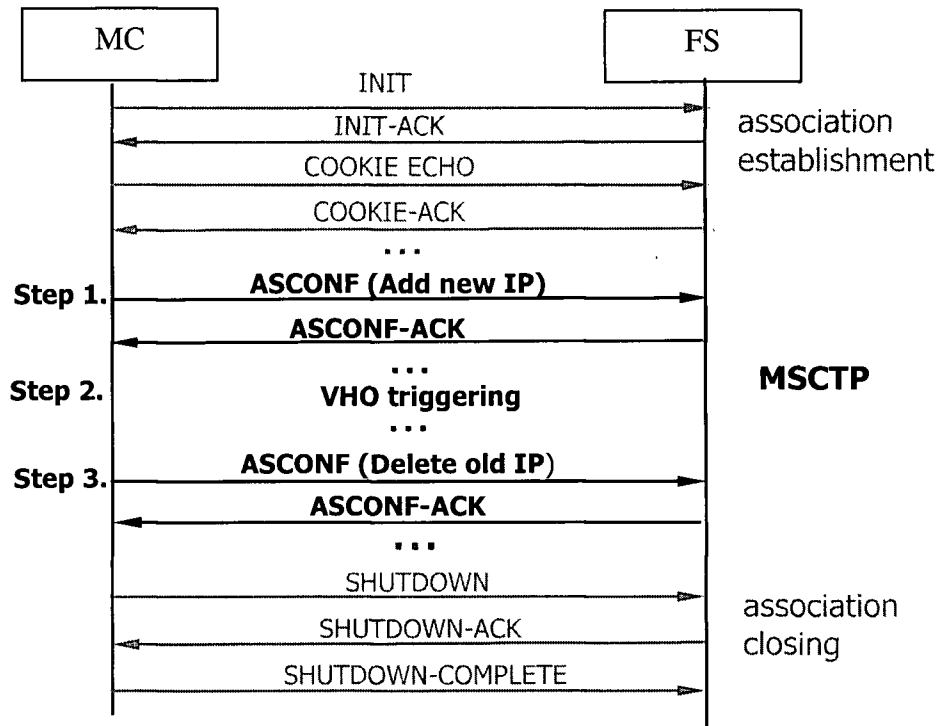 MC
FS
INIT
INIT-ACK
association
establishment
COOKIE ECHO
COOKIE-ACK
...
Step 1.
ASCONF (Add new IP)
ASCONF-ACK
...
Step 2.
VHO triggering
MSCTP
...
Step 3.
ASCONF (Delete old IP)
ASCONF-ACK
...
SHUTDOWN
association
closing
SHUTDOWN-ACK
SHUTDOWN-COMPLETE